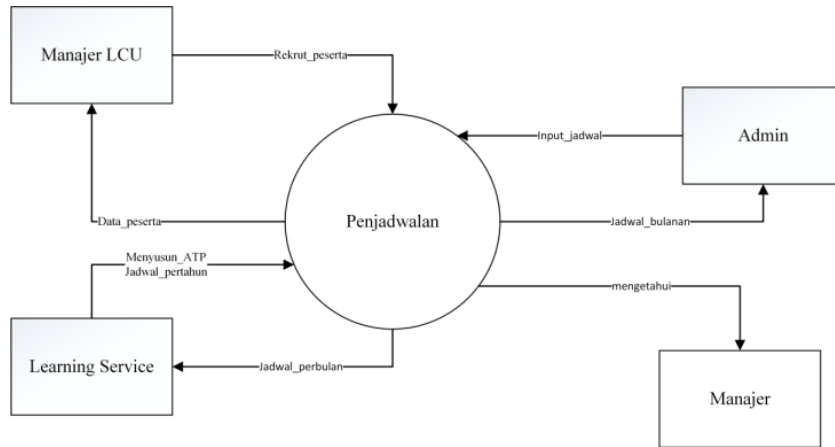 Manajer LCU
Rekrut_peserta
Admin
Input_jadwal
Penjadwalan
Data_peserta
Jadwal_bulanan
Menyusun_ATP
Jadwal_pertahun
mengetahui
Learning Service
Jadwal_perbulan
Manajer